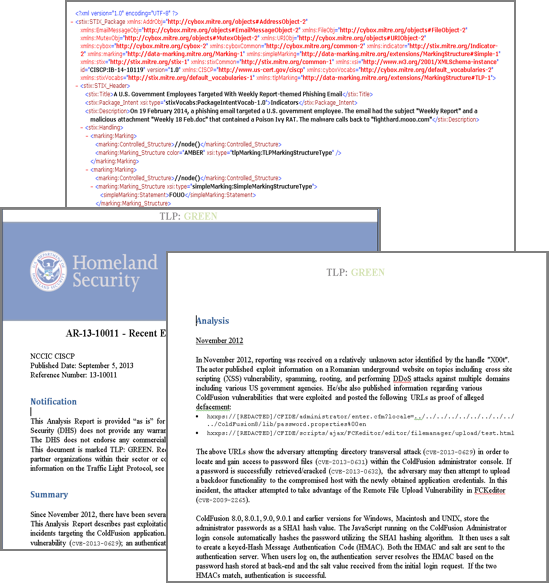 <?xml version="1.0" encoding="UTF-8" ?>
- <stix:STIX_Package xmlns:AddrObj="http://cybox.mitre.org/objects#AddressObject-2"
xmlns:EmailMessageObj="http://cybox.mitre.org/objects#EmailMessageObject-2" xmlns:FileObj="http://cybox.mitre.org/objects#FileObject-2"
xmlns:MutexObj="http://cybox.mitre.org/objects#MutexObject-2" xmlns:URIObj="http://cybox.mitre.org/objects#URIObject-2"
xmlns:cybox="http://cybox.mitre.org/cybox-2" xmlns:cyboxCommon="http://cybox.mitre.org/common-2" xmlns:indicator="http://stix.mitre.org/Indicator-
2" xmlns:marking="http://data-marking.mitre.org/Marking-1" xmlns:simpleMarking="http://data-marking.mitre.org/extensions/MarkingStructure#Simple-1"
xmlns:stix="http://stix.mitre.org/stix-1" xmlns:stixCommon="http://stix.mitre.org/common-1" xmlns:xsi="http://www.w3.org/2001/XMLSchema-instance"
id="CISCP:IB-14-10119" version="1.0" xmlns:CISCP="http://www.us-cert.gov/ciscp" xmlns:cyboxVocabs="http://cybox.mitre.org/default_vocabularies-2"
xmlns:stixVocabs="http://stix.mitre.org/default_vocabularies-1" xmlns:tlpMarking="http://data-marking.mitre.org/extensions/MarkingStructure#TLP-1">
- <stix:STIX_Header>
<stix:Title>A U.S. Government Employees Targeted With Weekly Report-themed Phishing Email</stix:Title>
<stix:Package_Intent xsi:type="stixVocabs:PackageIntentVocab-1.0">Indicators</stix:Package_Intent>
<stix:Description>On 19 February 2014, a phishing email targeted a U.S. government employee. The email had the subject "Weekly Report" and a
malicious attachment "Weekly 18 Feb.doc" that contained a Poison Ivy RAT. The malware calls back to "fighthard.mooo.com"</stix:Description>
- <stix:Handling>
- <marking:Marking>
<marking:Controlled_Structure>//node()</marking:Controlled_Structure>
<marking:Marking_Structure color="AMBER" xsi:type="tlpMarking:TLPMarkingStructureType" />
</marking:Marking>
- <marking:Marking>
<marking:Controlled_Structure>//node()</marking:Controlled_Structure>
- <marking:Marking_Structure xsi:type="simpleMarking:SimpleMarkingStructureType">
<simpleMarking:Statement>FOUO</simpleMarking:Statement>
</marking:Marking_Structure>
TLP: GREEN
Homeland
Security
AR-13-10011 - Recent E
NCCIC CISCP
Published Date: September 5, 2013
Reference Number: 13-10011
Notification
This Analysis Report is provided "as is" for
Security (DHS) does not provide any warran
The DHS does not endorse any commercial
This document is marked TLP: GREEN. Rec
partner organizations within their sector or co
information on the Traffic Light Protocol, see
Summary
Since November 2012, there have been severa
This Analysis Report describes past exploitatio
incidents targeting the ColdFusion application.
vulnerability (CVE-2013-0629); an authenticat
TLP: GREEN
Analysis
November 2012
In November 2012, reporting was received on a relatively unknown actor identified by the handle "X00t".
The actor published exploit information on a Romanian underground website on topics including cross site
scripting (XSS) vulnerability, spamming, rooting, and performing DDoS attacks against multiple domains
including various US government agencies. He/she also published information regarding various
ColdFusion vulnerabilities that were exploited and posted the following URLs as proof of alleged
defacement:
• hxxps://[REDACTED]/CFIDE/administrator/enter.cfm?locale=../../../../../../../../../
../ColdFusion8/lib/password.properties%00en
• hxxps://[REDACTED]/CFIDE/scripts/ajax/FCKeditor/editor/filemanager/upload/test.html
The above URLs show the adversary attempting directory transversal attack (CVE-2013-0629) in order to
locate and gain access to password files (CVE-2013-0631) within the ColdFusion administrator console. If
a password is successfully retrieved/cracked (CVE-2013-0632), the adversary may then attempt to upload
a backdoor functionality to the compromised host with the newly obtained application credentials. In this
incident, the attacker attempted to take advantage of the Remote File Upload Vulnerability in FCKeditor
(CVE-2009-2265).
ColdFusion 8.0, 8.0.1, 9.0, 9.0.1 and earlier versions for Windows, Macintosh and UNIX, store the
administrator passwords as a SHA1 hash value. The JavaScript running on the ColdFusion Administrator
login console automatically hashes the password utilizing the SHA1 hashing algorithm. It then uses a salt
to create a keyed-Hash Message Authentication Code (HMAC). Both the HMAC and salt are sent to the
authentication server. When users log on, the authentication server resolves the HMAC based on the
password hash stored at back-end and the salt value received from the initial logon request. If the two
HMACs match, authentication is successful.